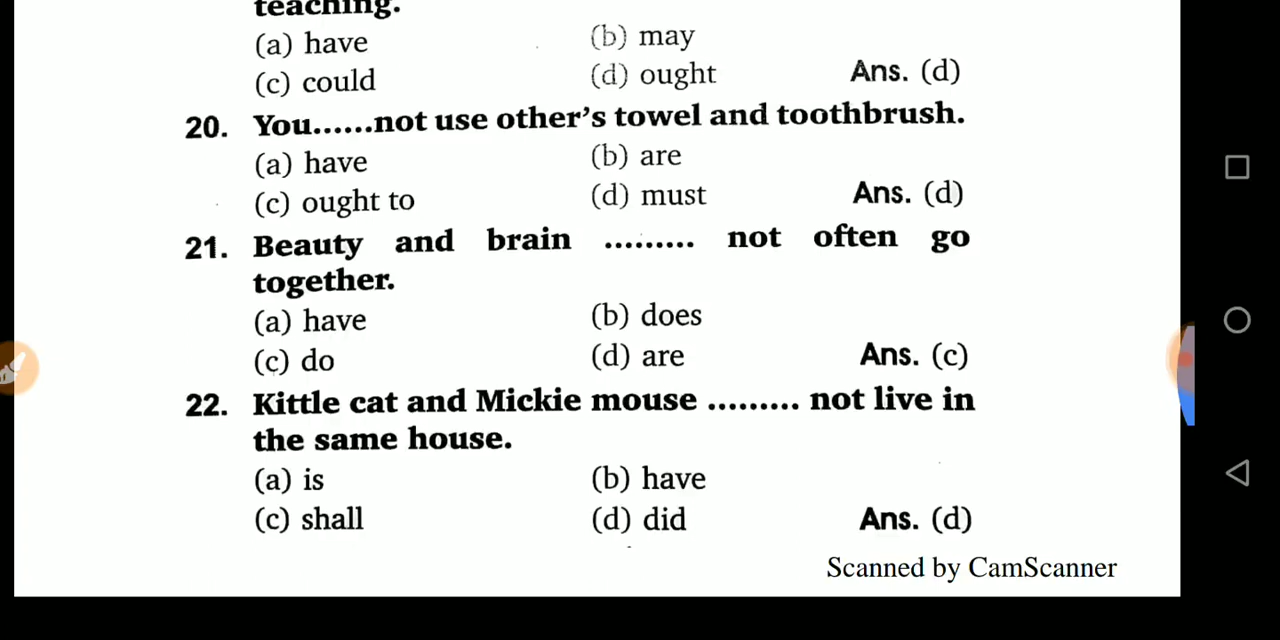 teaching.
(a) have (b) may
(c) could (d) ought Ans. (d)
20. You......not use other's towel and toothbrush.
(a) have (b) are
(c) ought to (d) must Ans. (d)
21. Beauty and brain ......... not often go
together.
(a) have (b) does
(c) do (d) are Ans. (c)
22. Kittle cat and Mickie mouse ......... not live in
the same house.
(a) is (b) have
(c) shall (d) did Ans. (d)
Scanned by CamScanner